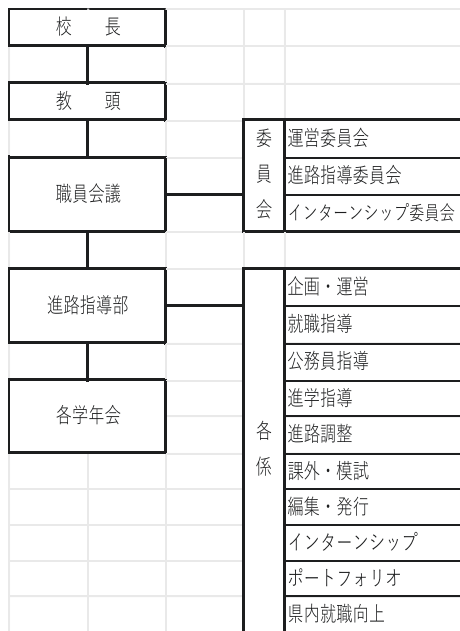 校　　長
教　　頭
職員会議
委員会
運営委員会
進路指導委員会
インターンシップ委員会
進路指導部
各学年会
各係
企画・運営
就職指導
公務員指導
進学指導
進路調整
課外・模試
編集・発行
インターンシップ
ポートフォリオ
県内就職向上